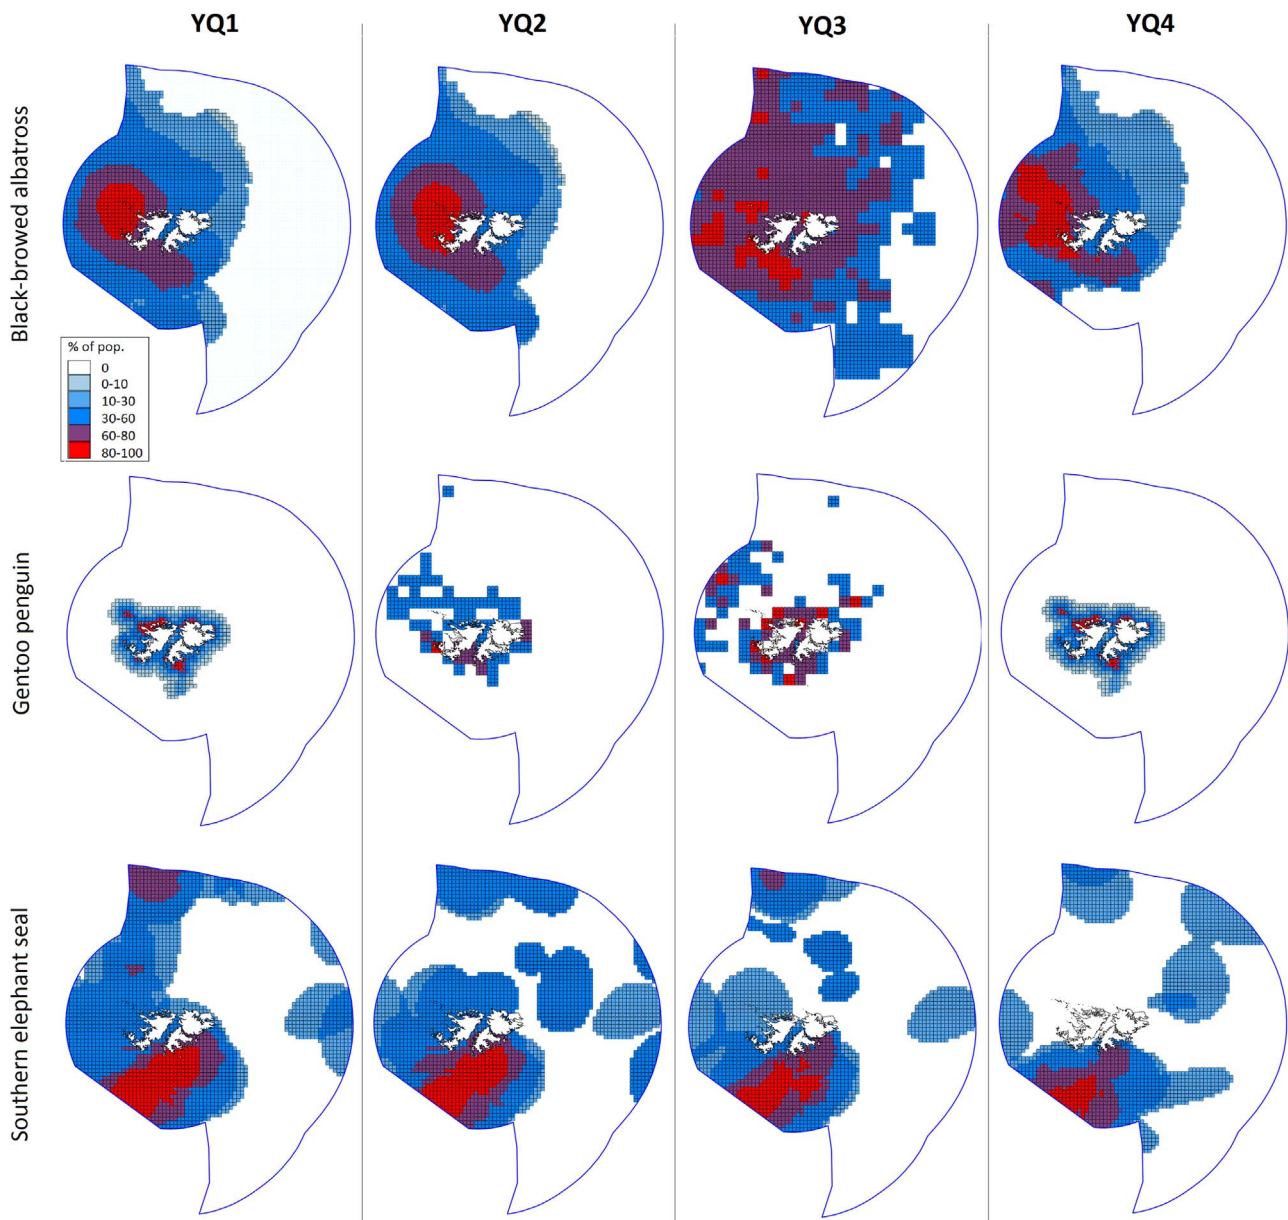 YQ1 YQ2 YQ3 YQ4
Black-browed albatross
% of pop.
0
0-10
10-30
30-60
60-80
80-100
Gentoo penguin
Southern elephant seal